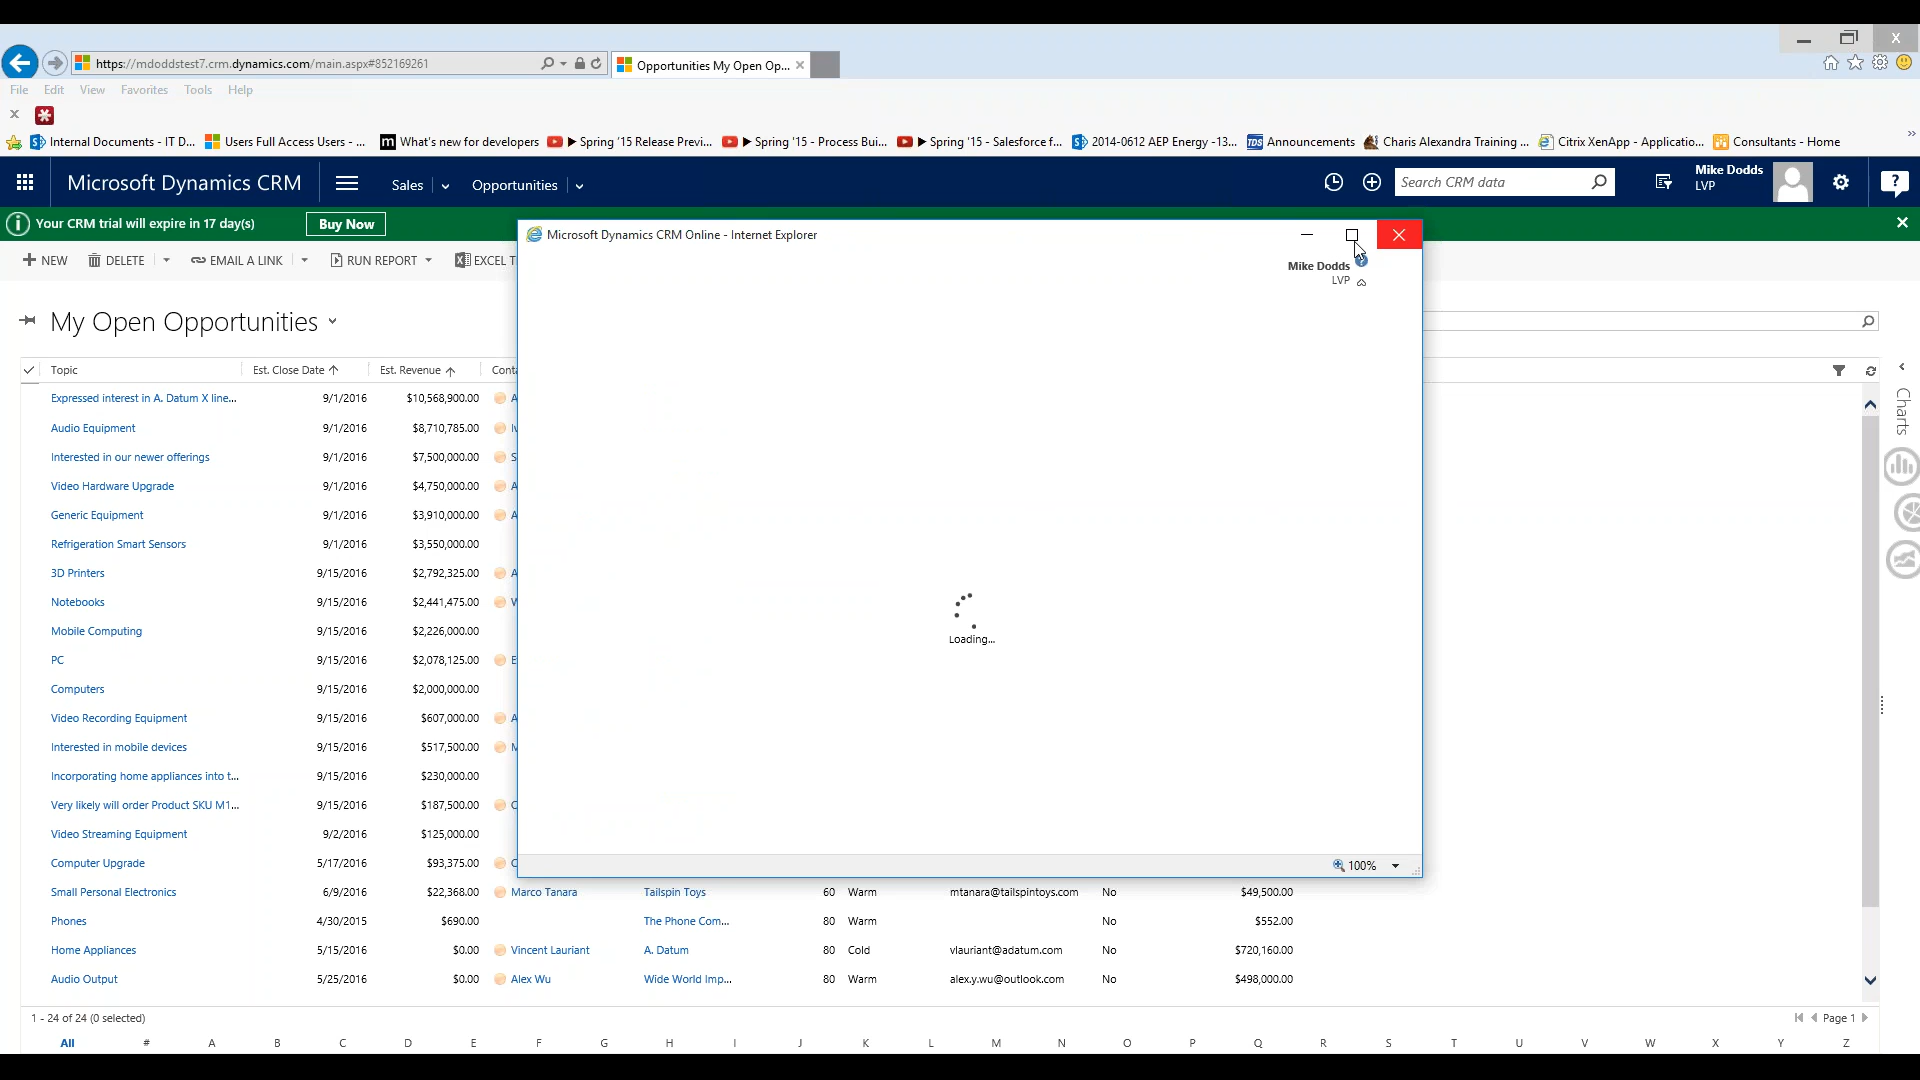 https://mdoddstest7.crm.dynamics.com/main.aspx#852169261
Opportunities My Open Op...
File Edit View Favorites Tools Help
Internal Documents - IT D... Users Full Access Users - ... What's new for developers Spring '15 Release Previ... Spring '15 - Process Bui... Spring '15 - Salesforce f... 2014-0612 AEP Energy -13... TDS Announcements Charis Alexandra Training ... Citrix XenApp - Applicatio... Consultants - Home
Microsoft Dynamics CRM Sales Opportunities Search CRM data Mike Dodds
LVP
Your CRM trial will expire in 17 day(s) Buy Now
Microsoft Dynamics CRM Online - Internet Explorer
NEW DELETE EMAIL A LINK RUN REPORT EXCEL T
Mike Dodds
LVP
My Open Opportunities
Topic Est. Close Date Est. Revenue Conta
Charts
Expressed interest in A. Datum X line... 9/1/2016 $10,568,900.00 A
Audio Equipment 9/1/2016 $8,710,785.00 Iv
Interested in our newer offerings 9/1/2016 $7,500,000.00 S
Video Hardware Upgrade 9/1/2016 $4,750,000.00 A
Generic Equipment 9/1/2016 $3,910,000.00 A
Refrigeration Smart Sensors 9/1/2016 $3,550,000.00
3D Printers 9/15/2016 $2,792,325.00 A
Notebooks 9/15/2016 $2,441,475.00
Mobile Computing 9/15/2016 $2,226,000.00
Loading...
PC 9/15/2016 $2,078,125.00 E
Computers 9/15/2016 $2,000,000.00
Video Recording Equipment 9/15/2016 $607,000.00 A
Interested in mobile devices 9/15/2016 $517,500.00
Incorporating home appliances into t... 9/15/2016 $230,000.00
Very likely will order Product SKU M1... 9/15/2016 $187,500.00 C
Video Streaming Equipment 9/2/2016 $125,000.00
Computer Upgrade 5/17/2016 $93,375.00 C
100%
Small Personal Electronics 6/9/2016 $22,368.00 Marco Tanara Tailspin Toys 60 Warm mtanara@tailspintoys.com No $49,500.00
Phones 4/30/2015 $690.00 The Phone Com... 80 Warm No $552.00
Home Appliances 5/15/2016 $0.00 Vincent Lauriant A. Datum 80 Cold vlauriant@adatum.com No $720,160.00
Audio Output 5/25/2016 $0.00 Alex Wu Wide World Imp... 80 Warm alex.y.wu@outlook.com No $498,000.00
1 - 24 of 24 (0 selected) Page 1
All # A B C D E F G H I J K L M N O P Q R S T U V W X Y Z